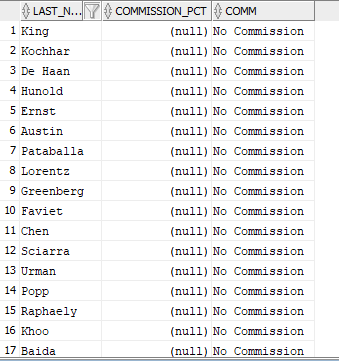 LAST_N... COMMISSION_PCT COMM
1 King (null) No Commission
2 Kochhar (null) No Commission
3 De Haan (null) No Commission
4 Hunold (null) No Commission
5 Ernst (null) No Commission
6 Austin (null) No Commission
7 Pataballa (null) No Commission
8 Lorentz (null) No Commission
9 Greenberg (null) No Commission
10 Faviet (null) No Commission
11 Chen (null) No Commission
12 Sciarra (null) No Commission
13 Urman (null) No Commission
14 Popp (null) No Commission
15 Raphaely (null) No Commission
16 Khoo (null) No Commission
17 Baida (null) No Commission